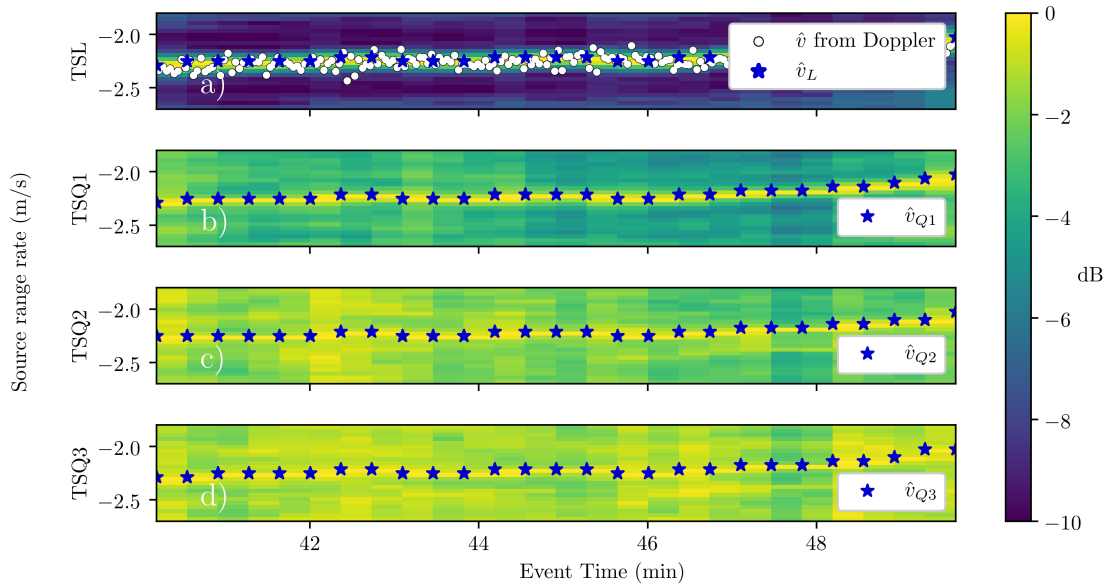 0
−2.0
−2.5
TSL
a)
v̂ from Doppler
v̂_L
−2
−2.0
−2.5
TSQ1
b)
v̂_Q1
−4
Source range rate (m/s)
dB
−2.0
−2.5
TSQ2
c)
v̂_Q2
−6
−2.0
−2.5
TSQ3
d)
v̂_Q3
−8
−10
42 44 46 48
Event Time (min)